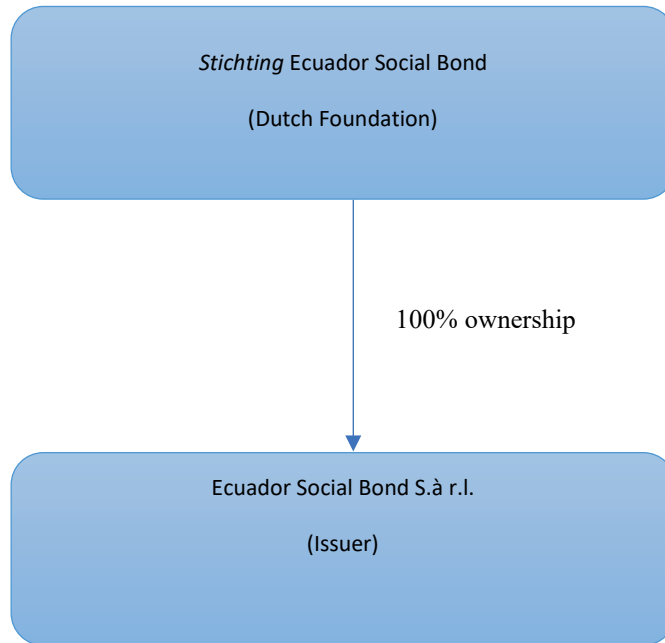 Stichting Ecuador Social Bond
(Dutch Foundation)
100% ownership
Ecuador Social Bond S.à r.l.
(Issuer)